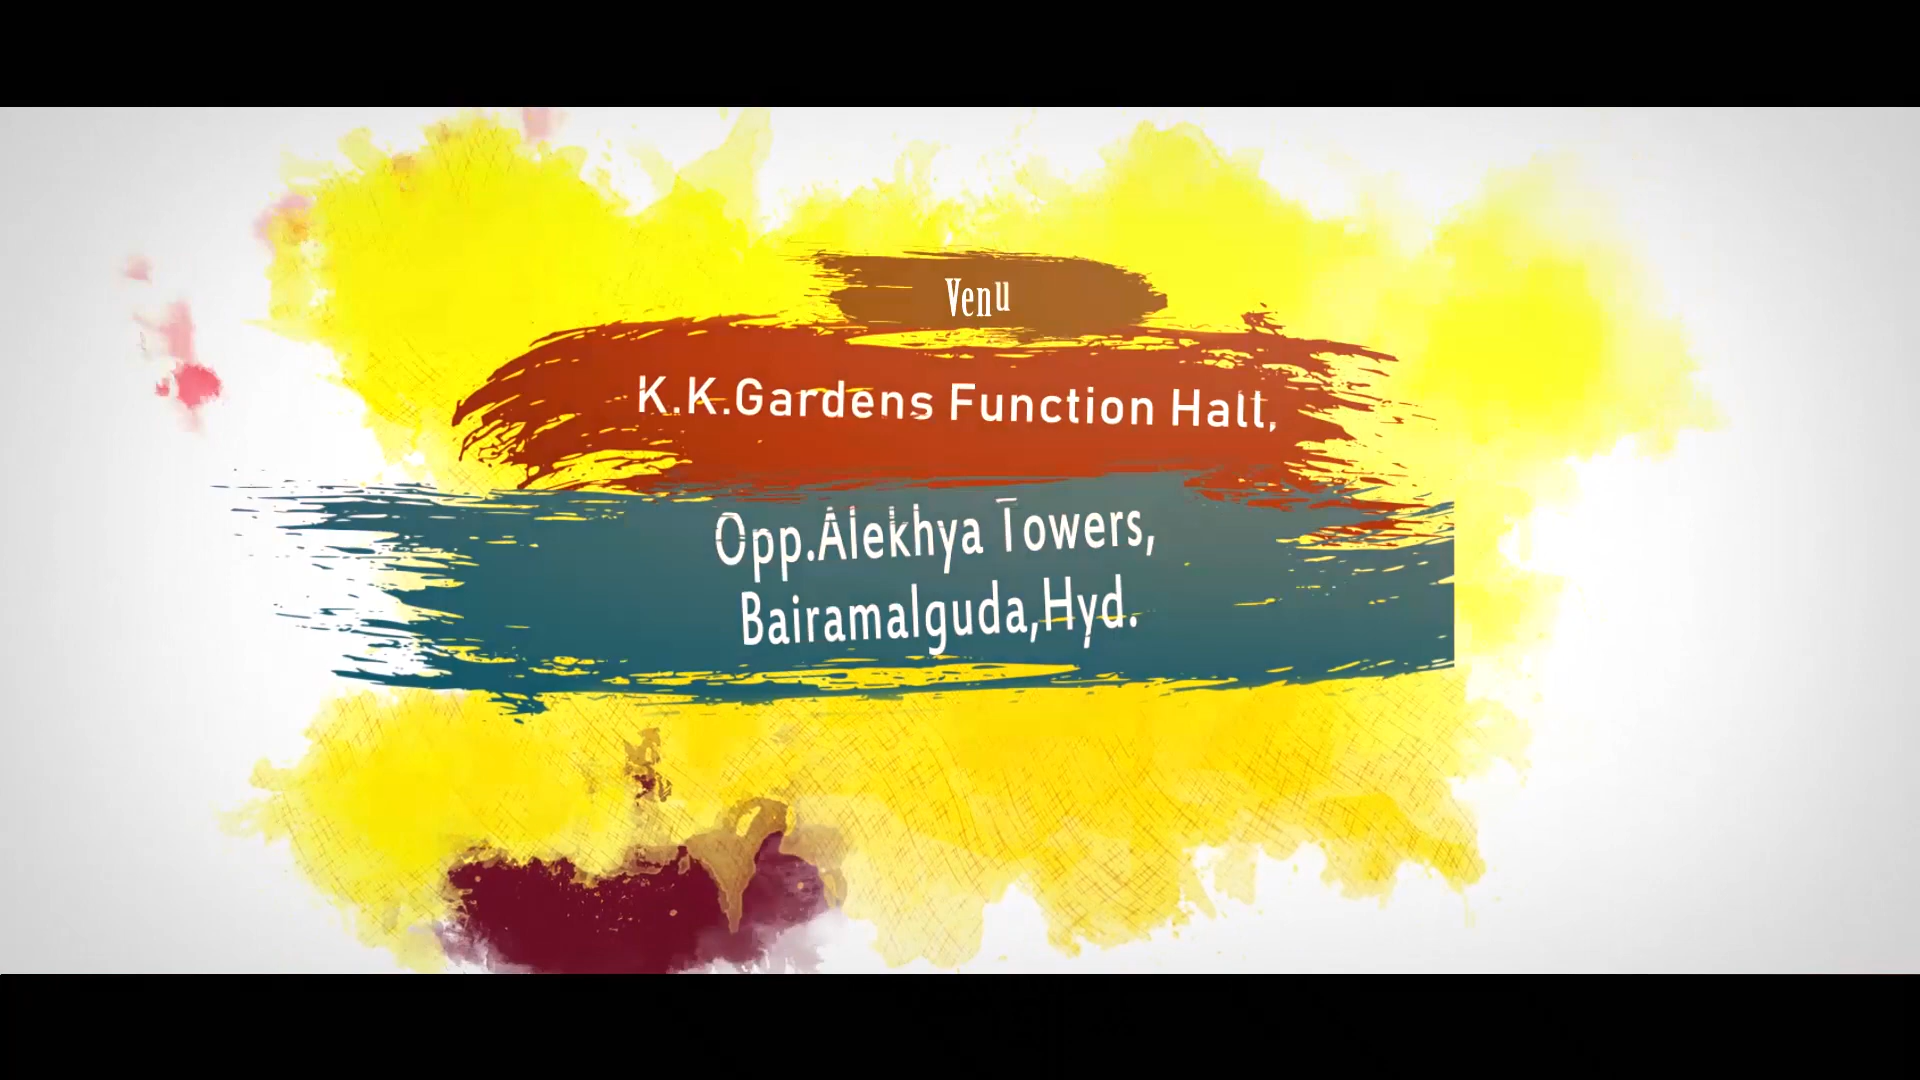 Venu
K.K.Gardens Function Hall,
Opp.Alekhya Towers,
Bairamalguda,Hyd.